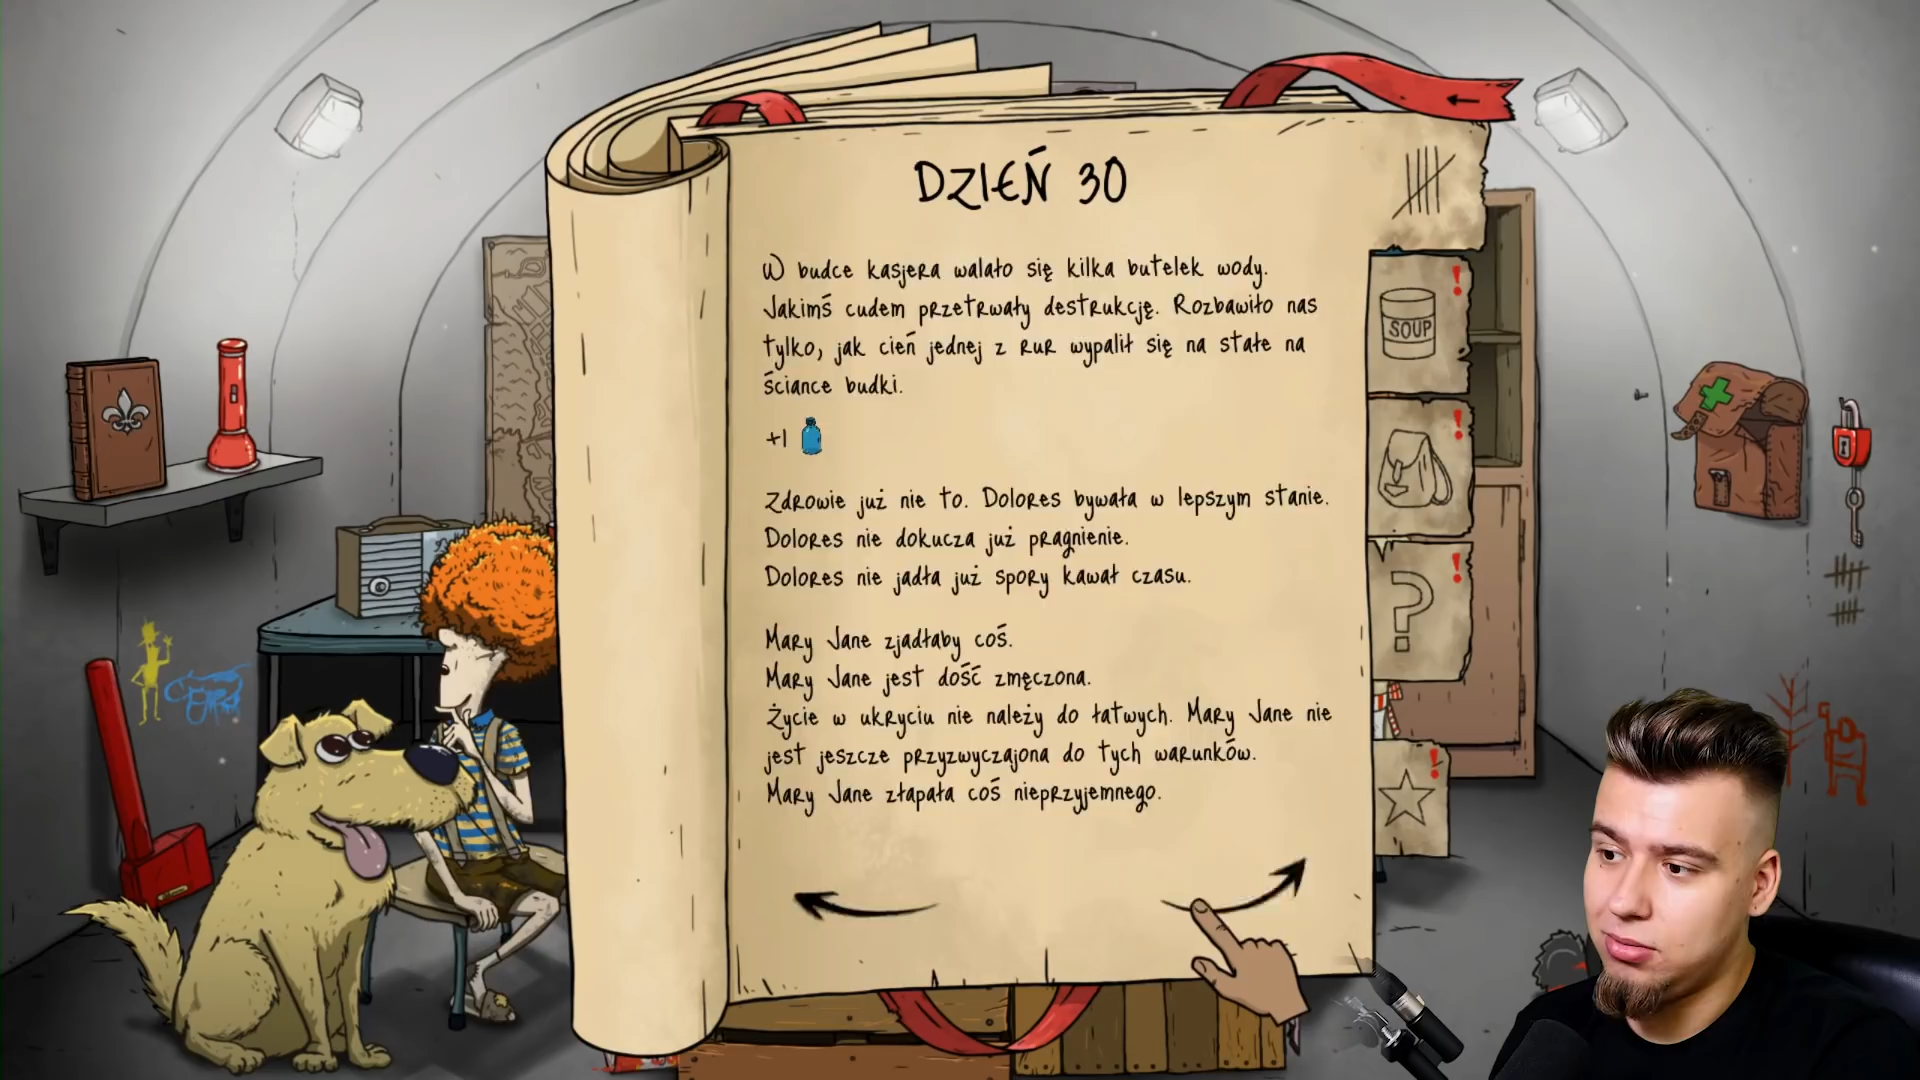 DZIEŃ 30
W budce kasjera walało się kilka butelek wody.
Jakimś cudem przetrwały destrukcję. Rozbawiło nas
tylko, jak cień jednej z rur wypalił się na stałe na
ściance budki.
+1
Zdrowie już nie to. Dolores bywała w lepszym stanie.
Dolores nie dokucza już pragnienie.
Dolores nie jadła już spory kawał czasu.
Mary Jane zjadłaby coś.
Mary Jane jest dość zmęczona.
Życie w ukryciu nie należy do łatwych. Mary Jane nie
jest jeszcze przyzwyczajona do tych warunków.
Mary Jane złapała coś nieprzyjemnego.
!
SOUP
!
!
?
!